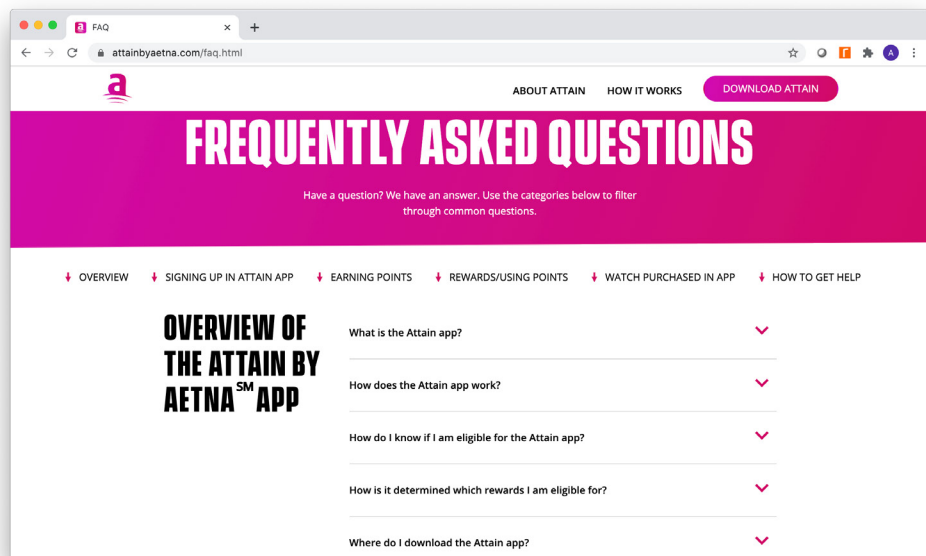 FAQ
attainbyaetna.com/faq.html
A
a
ABOUT ATTAIN HOW IT WORKS DOWNLOAD ATTAIN
FREQUENTLY ASKED QUESTIONS
Have a question? We have an answer. Use the categories below to filter
through common questions.
OVERVIEW SIGNING UP IN ATTAIN APP EARNING POINTS REWARDS/USING POINTS WATCH PURCHASED IN APP HOW TO GET HELP
OVERVIEW OF
THE ATTAIN BY
AETNA℠ APP
What is the Attain app?
How does the Attain app work?
How do I know if I am eligible for the Attain app?
How is it determined which rewards I am eligible for?
Where do I download the Attain app?